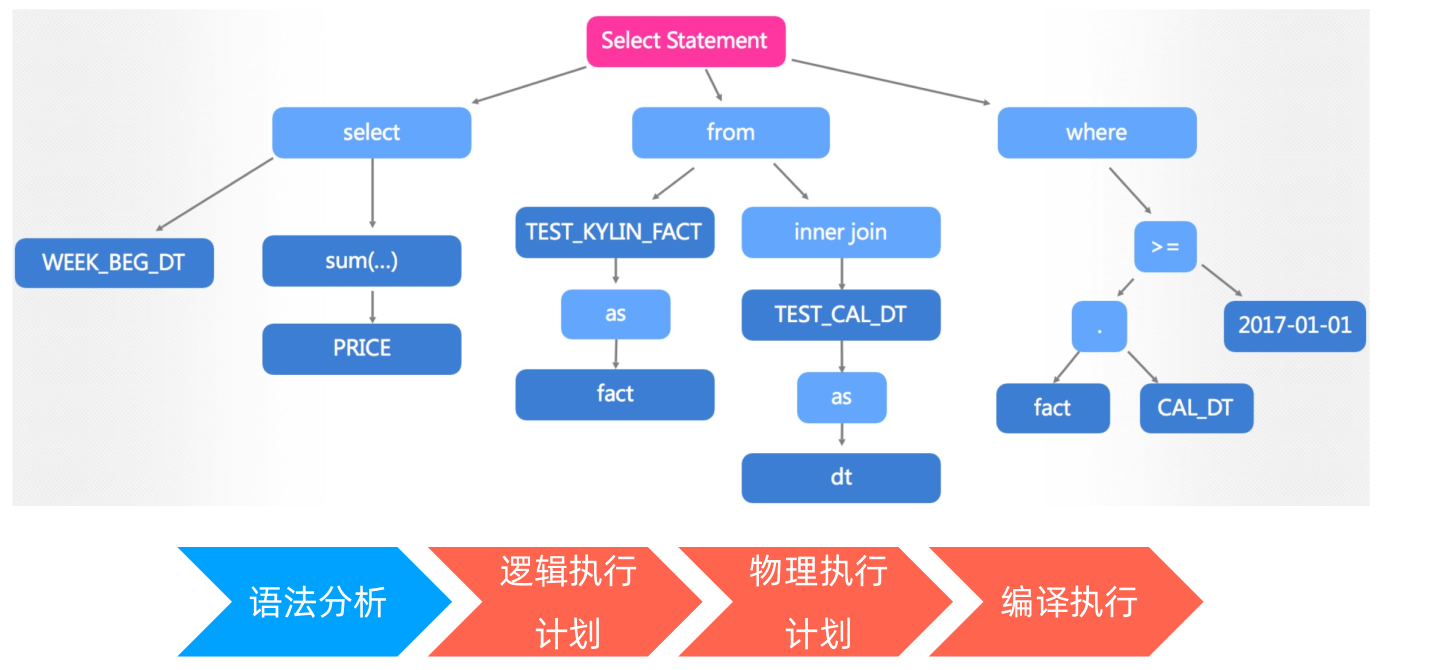 Select Statement
select
from
where
WEEK_BEG_DT
sum(...)
PRICE
TEST_KYLIN_FACT
as
fact
inner join
TEST_CAL_DT
as
dt
>=
.
2017-01-01
fact
CAL_DT
语法分析
逻辑执行
计划
物理执行
计划
编译执行